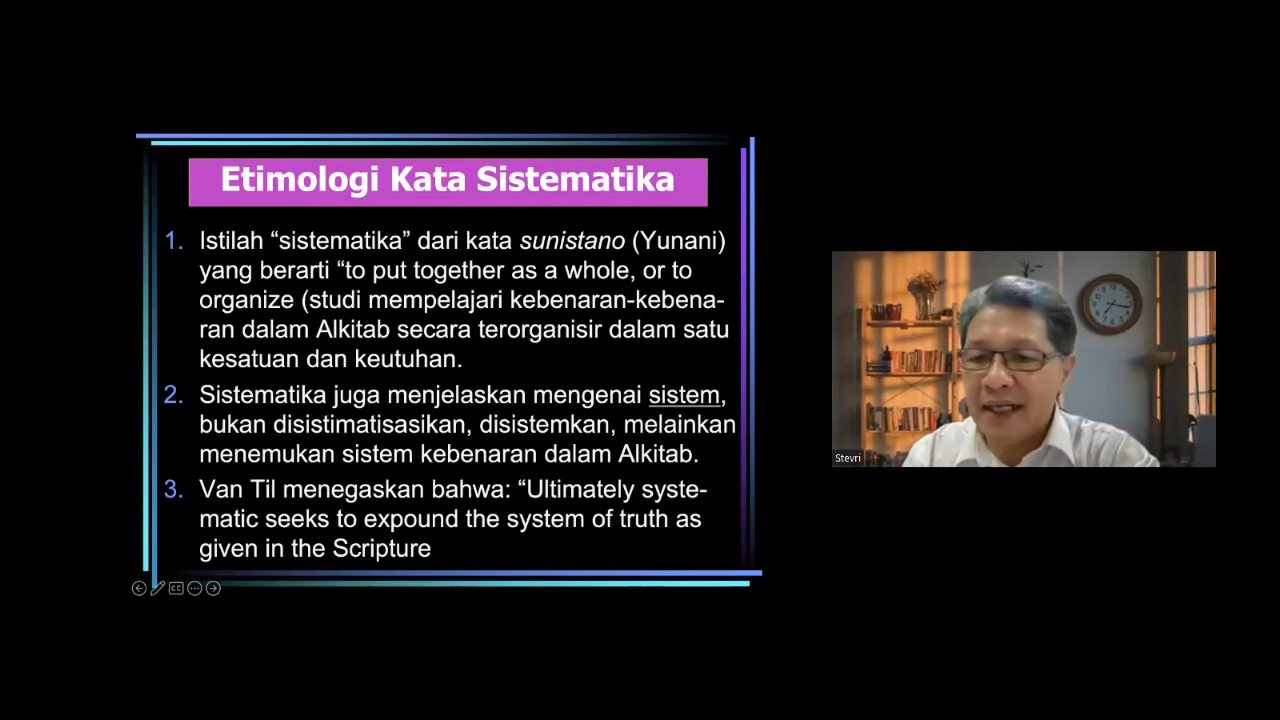 Etimologi Kata Sistematika
1. Istilah “sistematika” dari kata sunistano (Yunani)
yang berarti “to put together as a whole, or to
organize (studi mempelajari kebenaran-kebena-
ran dalam Alkitab secara terorganisir dalam satu
kesatuan dan keutuhan.
2. Sistematika juga menjelaskan mengenai sistem,
bukan disistimatisasikan, disistemkan, melainkan
menemukan sistem kebenaran dalam Alkitab.
3. Van Til menegaskan bahwa: “Ultimately syste-
matic seeks to expound the system of truth as
given in the Scripture
CC
Stevri